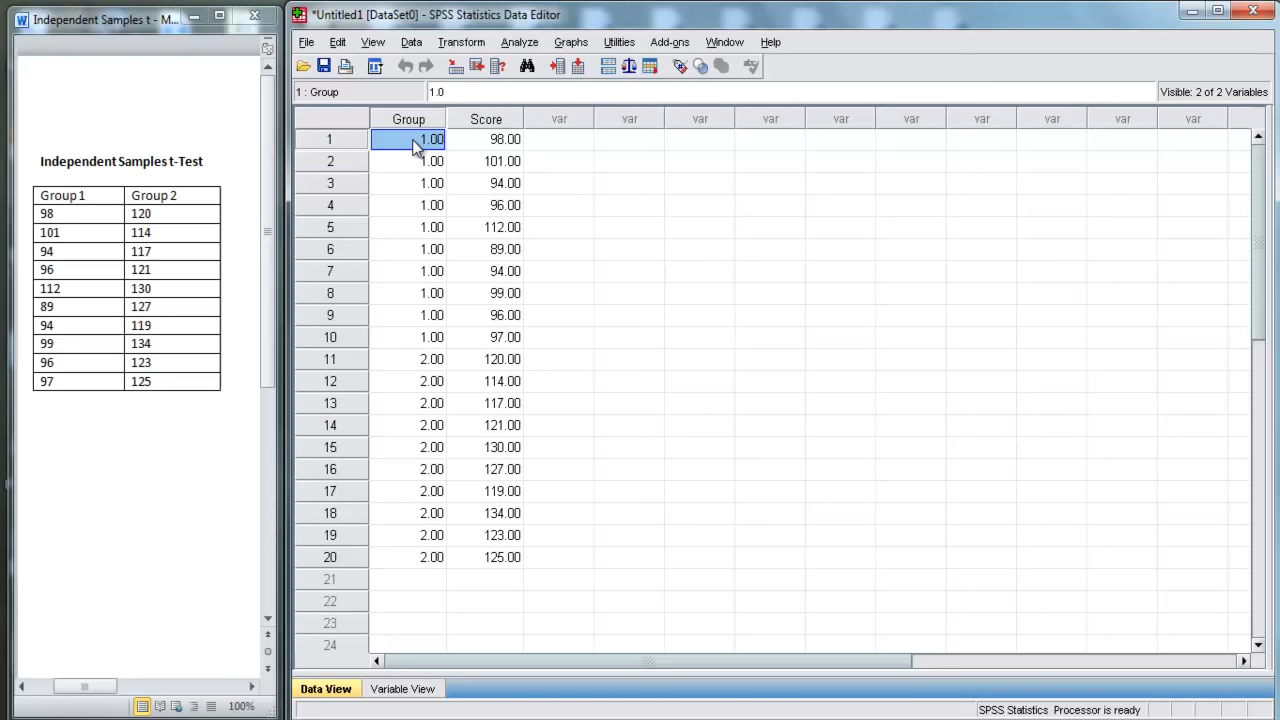 Independent Samples t - M...
Independent Samples t-Test
Group 1 Group 2
98 120
101 114
94 117
96 121
112 130
89 127
94 119
99 134
96 123
97 125
100%
*Untitled1 [DataSet0] - SPSS Statistics Data Editor
File Edit View Data Transform Analyze Graphs Utilities Add-ons Window Help
1 : Group 1.0 Visible: 2 of 2 Variables
Group Score var var var var var var var var var var
1 1.00 98.00
2 1.00 101.00
3 1.00 94.00
4 1.00 96.00
5 1.00 112.00
6 1.00 89.00
7 1.00 94.00
8 1.00 99.00
9 1.00 96.00
10 1.00 97.00
11 2.00 120.00
12 2.00 114.00
13 2.00 117.00
14 2.00 121.00
15 2.00 130.00
16 2.00 127.00
17 2.00 119.00
18 2.00 134.00
19 2.00 123.00
20 2.00 125.00
21
22
23
24
Data View Variable View
SPSS Statistics Processor is ready